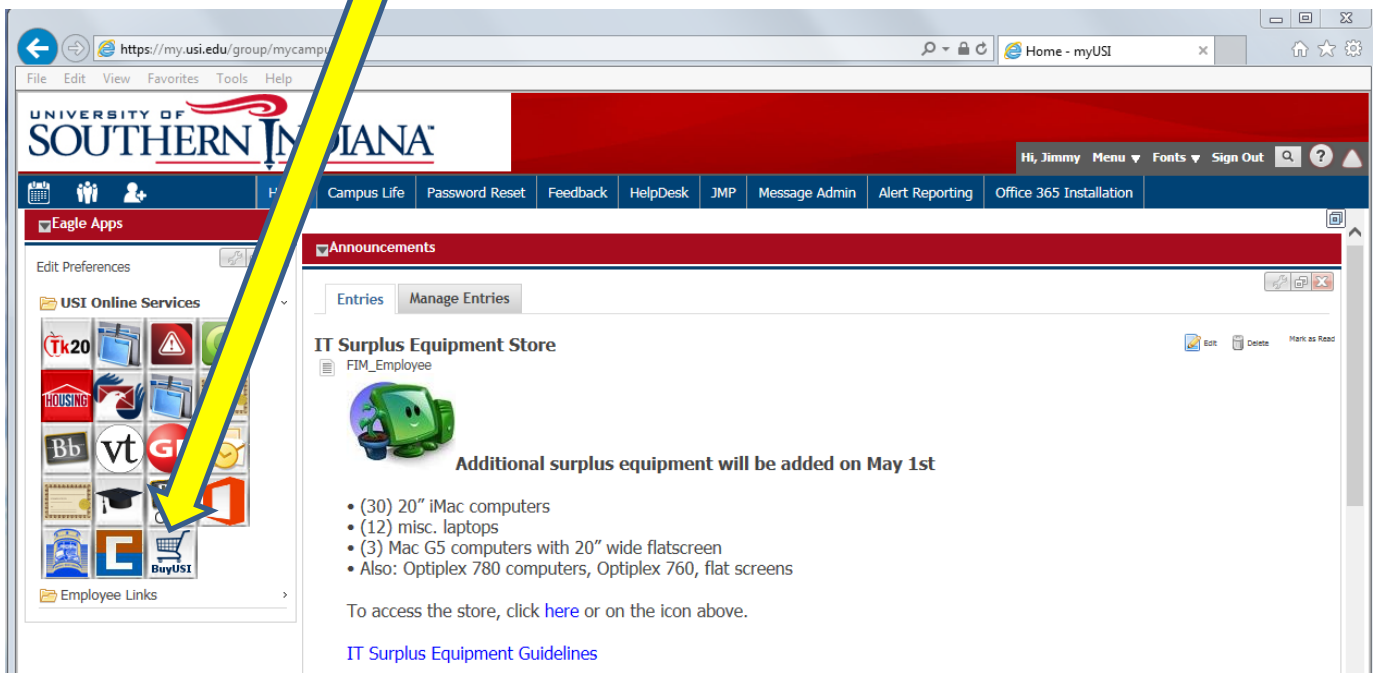 https://my.usi.edu/group/mycampu
Home - myUSI
File Edit View Favorites Tools Help
UNIVERSITY OF
SOUTHERN INDIANA
Hi, Jimmy Menu Fonts Sign Out
Campus Life Password Reset Feedback HelpDesk JMP Message Admin Alert Reporting Office 365 Installation
Eagle Apps
Announcements
Edit Preferences
Entries Manage Entries
USI Online Services
IT Surplus Equipment Store
Edit Delete Mark as Read
FIM_Employee
Tk20
HOUSING
Bb vt
Additional surplus equipment will be added on May 1st
• (30) 20” iMac computers
• (12) misc. laptops
• (3) Mac G5 computers with 20” wide flatscreen
• Also: Optiplex 780 computers, Optiplex 760, flat screens
BuyUSI
Employee Links
To access the store, click here or on the icon above.
IT Surplus Equipment Guidelines